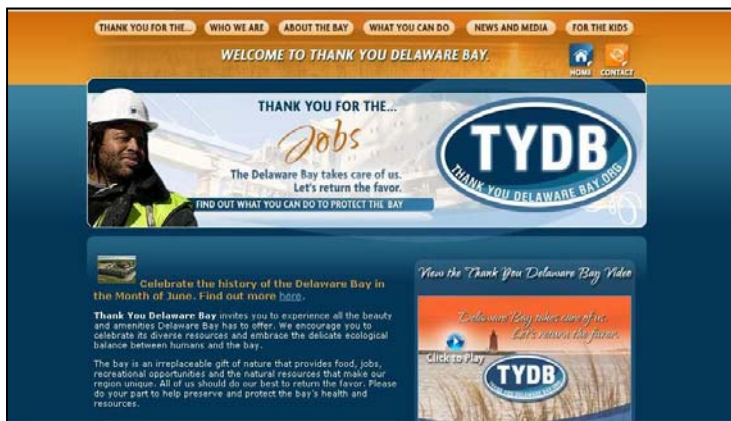 THANK YOU FOR THE... WHO WE ARE ABOUT THE BAY WHAT YOU CAN DO NEWS AND MEDIA FOR THE KIDS
WELCOME TO THANK YOU DELAWARE BAY.
HOME CONTACT
THANK YOU FOR THE...
Jobs
The Delaware Bay takes care of us.
Let's return the favor.
FIND OUT WHAT YOU CAN DO TO PROTECT THE BAY
TYDB
THANK YOU DELAWARE BAY.ORG
Celebrate the history of the Delaware Bay in
the Month of June. Find out more here.
Thank You Delaware Bay invites you to experience all the beauty
and amenities Delaware Bay has to offer. We encourage you to
celebrate its diverse resources and embrace the delicate ecological
balance between humans and the bay.
The bay is an irreplaceable gift of nature that provides food, jobs,
recreational opportunities and the natural resources that make our
region unique. All of us should do our best to return the favor. Please
do your part to help preserve and protect the bay's health and
resources.
View the Thank You Delaware Bay Video
Delaware Bay takes care of us.
Let's return the favor.
Click to Play
TYDB